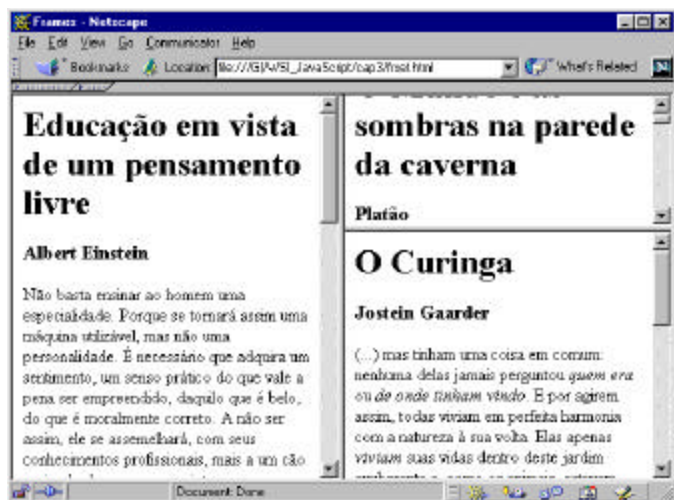 Frames - Netscape
File Edit View Go Communicator Help
Bookmarks Location: file:///G|/WS|_JavaScript/cap3/fmset.html What's Related
Educação em vista
de um pensamento
livre
Albert Einstein
Não basta ensinar ao homem uma
especialidade. Porque se tornará assim uma
máquina utilizável, mas não uma
personalidade. É necessário que adquira um
sentimento, um senso prático do que vale a
pena ser empreendido, daquilo que é belo,
do que é moralmente correto. A não ser
assim, ele se assemelhará, com seus
conhecimentos profissionais, mais a um cão
sombras na parede
da caverna
Platão
O Curinga
Jostein Gaarder
(...) mas tinham uma coisa em comum:
nenhuma delas jamais perguntou quem era
ou de onde tinham vindo. E por agirem
assim, todas viviam em perfeita harmonia
com a natureza à sua volta. Elas apenas
viviam suas vidas dentro deste jardim
Document: Done